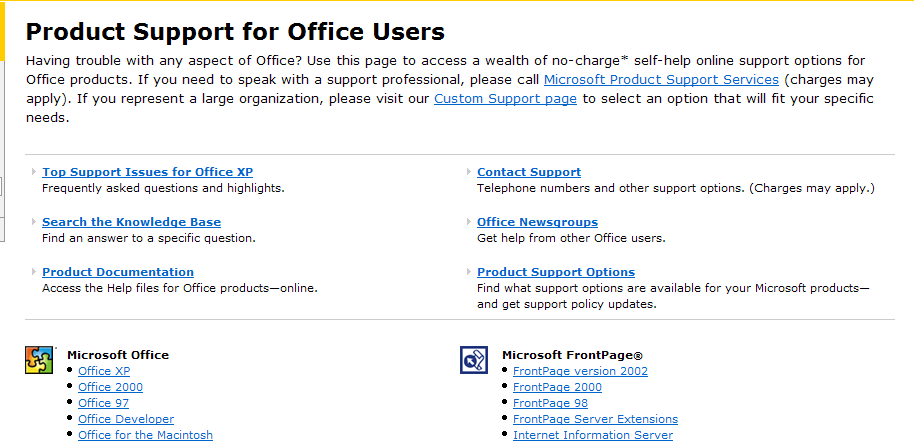 Product Support for Office Users
Having trouble with any aspect of Office? Use this page to access a wealth of no-charge* self-help online support options for
Office products. If you need to speak with a support professional, please call Microsoft Product Support Services (charges may
apply). If you represent a large organization, please visit our Custom Support page to select an option that will fit your specific
needs.
Top Support Issues for Office XP
Frequently asked questions and highlights.
Search the Knowledge Base
Find an answer to a specific question.
Product Documentation
Access the Help files for Office products—online.
Contact Support
Telephone numbers and other support options. (Charges may apply.)
Office Newsgroups
Get help from other Office users.
Product Support Options
Find what support options are available for your Microsoft products—
and get support policy updates.
Microsoft Office
Office XP
Office 2000
Office 97
Office Developer
Office for the Macintosh
Microsoft FrontPage®
FrontPage version 2002
FrontPage 2000
FrontPage 98
FrontPage Server Extensions
Internet Information Server